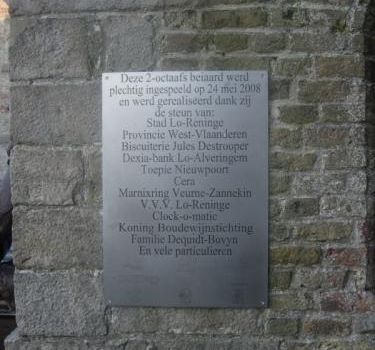 Deze 2-octaafs beiaard werd
plechtig ingespeeld op 24 mei 2008
en werd gerealiseerd dank zij
de steun van:
Stad Lo-Reninge
Provincie West-Vlaanderen
Biscuiterie Jules Destrooper
Dexia-bank Lo-Alveringem
Toepie Nieuwpoort
Cera
Marnixring Veurne-Zannekin
V.V.V. Lo-Reninge
Clock-o-matic
Koning Boudewijnstichting
Familie Dequidt-Bovyn
En vele particulieren